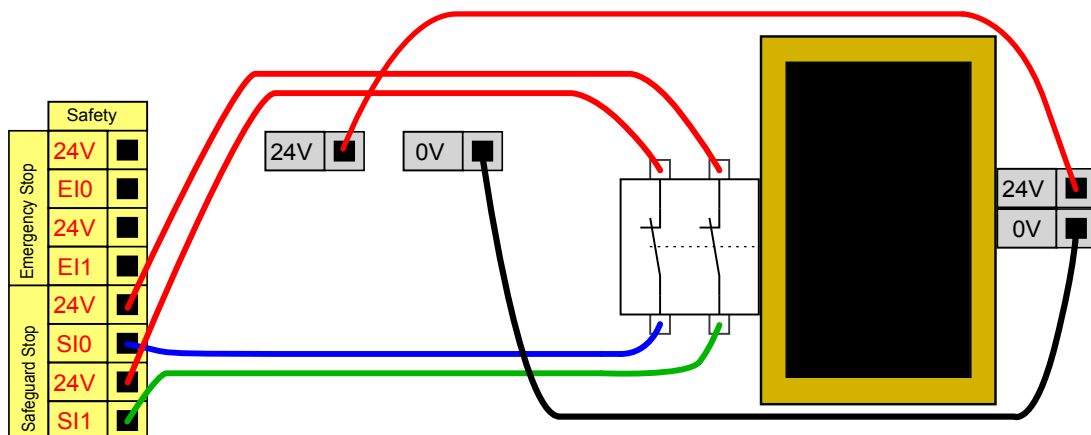 Safety
Emergency Stop
24V
EI0
24V
EI1
Safeguard Stop
24V
SI0
24V
SI1
24V
0V
24V
0V